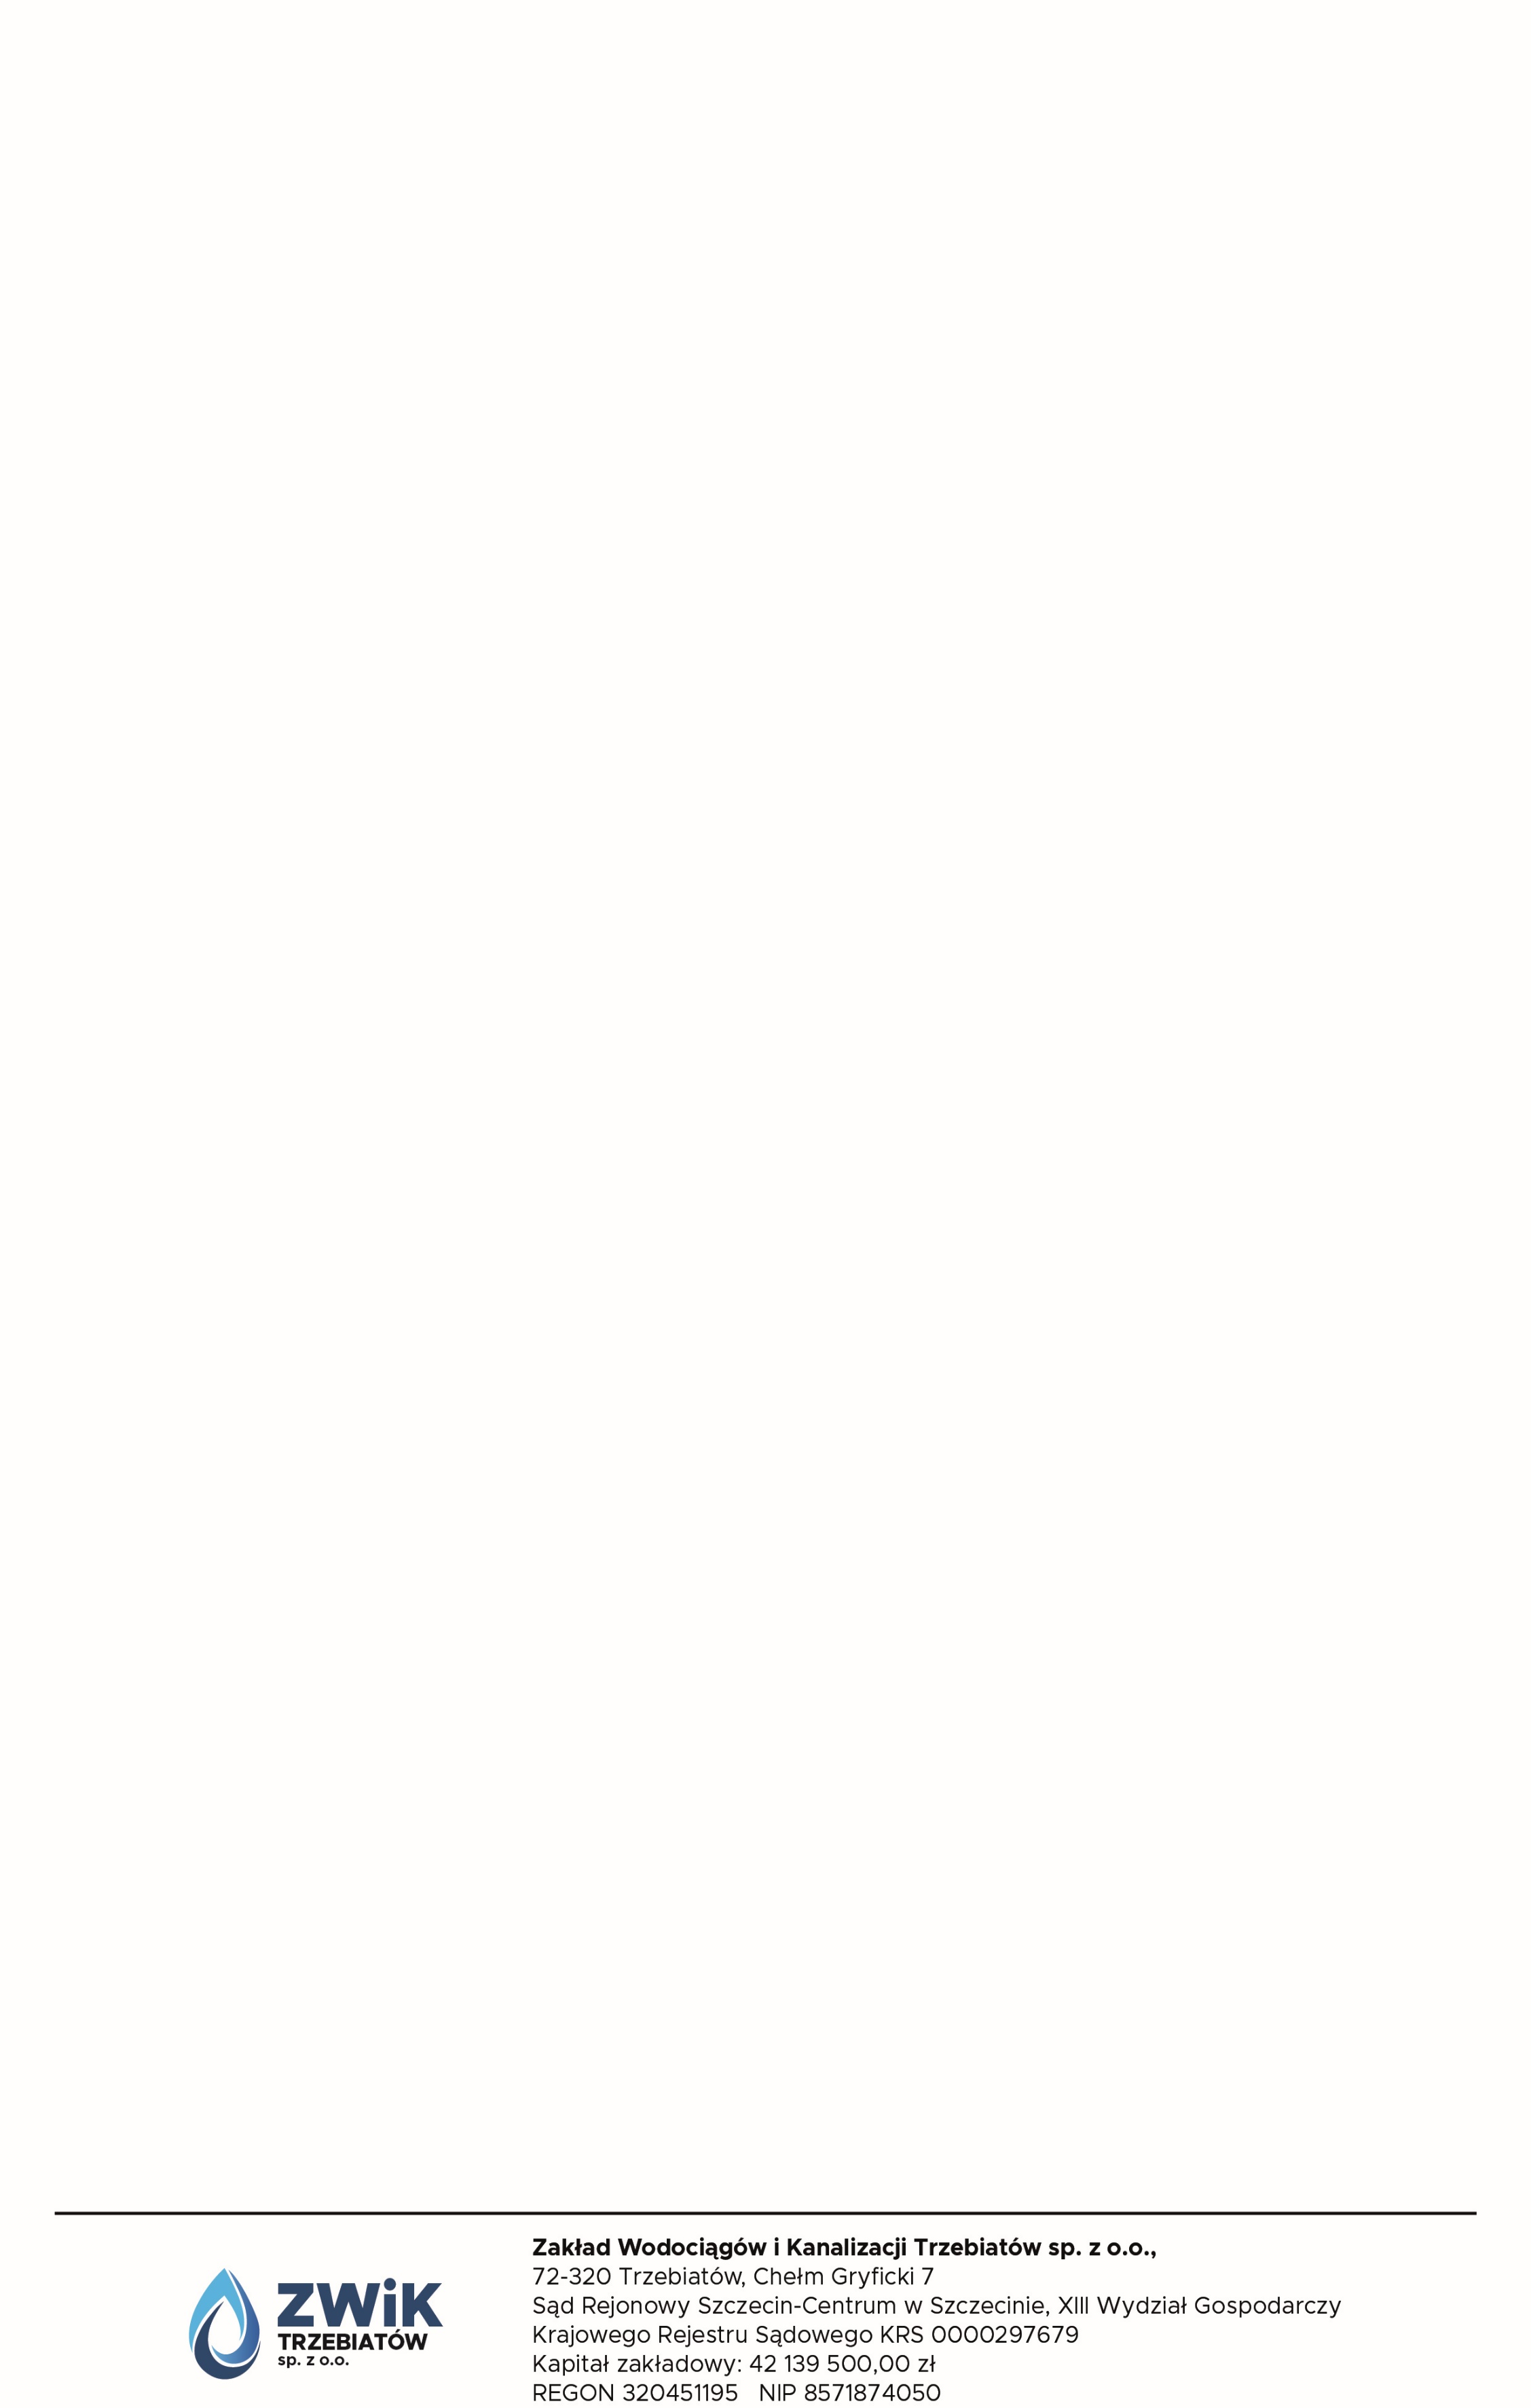 ZWiK
TRZEBIATÓW
sp. z o.o.
Zakład Wodociągów i Kanalizacji Trzebiatów sp. z o.o.,
72-320 Trzebiatów, Chełm Gryficki 7
Sąd Rejonowy Szczecin-Centrum w Szczecinie, XIII Wydział Gospodarczy
Krajowego Rejestru Sądowego KRS 0000297679
Kapitał zakładowy: 42 139 500,00 zł
REGON 320451195 NIP 8571874050